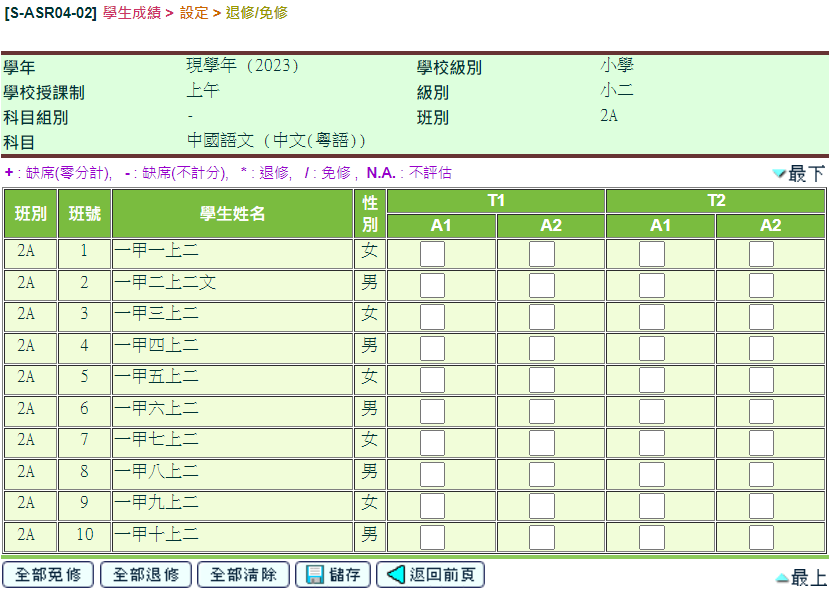 [S-ASR04-02] 學生成績 > 設定 > 退修/免修
學年 現學年 (2023) 學校級別 小學
學校授課制 上午 級別 小二
科目組別 - 班別 2A
科目 中國語文 (中文(粵語))
+ : 缺席(零分計), - : 缺席(不計分), * : 退修, / : 免修 , N.A. : 不評估 最下
班別 班號 學生姓名 性別 T1 T2
A1 A2 A1 A2
2A 1 一甲一上二 女
2A 2 一甲二上二文 男
2A 3 一甲三上二 女
2A 4 一甲四上二 男
2A 5 一甲五上二 女
2A 6 一甲六上二 男
2A 7 一甲七上二 女
2A 8 一甲八上二 男
2A 9 一甲九上二 女
2A 10 一甲十上二 男
全部免修 全部退修 全部清除 儲存 返回前頁 最上